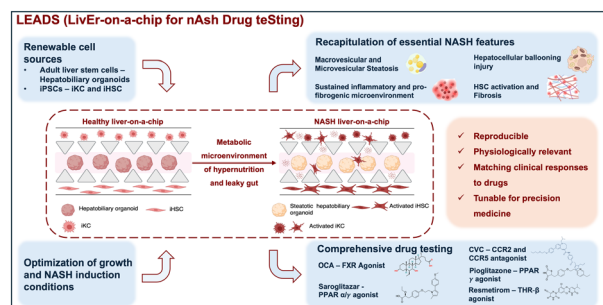 LEADS (LivEr-on-a-chip for nAsh Drug teSting)
Renewable cell
sources
• Adult liver stem cells –
Hepatobiliary organoids
• iPSCs – iKC and iHSC
Recapitulation of essential NASH features
Macrovesicular and
Microvesicular Steatosis
Hepatocellular ballooning
injury
Sustained inflammatory and pro-
fibrogenic microenvironment
HSC activation and
Fibrosis
Healthy liver-on-a-chip
Metabolic
microenvironment
of hypernutrition
and leaky gut
NASH liver-on-a-chip
Hepatobiliary organoid
iHSC
iKC
Steatotic hepatobiliary
organoid
Activated iHSC
Activated iKC
✓ Reproducible
✓ Physiologically relevant
✓ Matching clinical responses
to drugs
✓ Tunable for precision
medicine
Optimization of growth
and NASH induction
conditions
Comprehensive drug testing
OCA – FXR Agonist
Saroglitazar -
PPAR α/γ agonist
CVC – CCR2 and
CCR5 antagonist
Pioglitazone – PPAR
γ agonist
Resmetirom – THR-β
agonist